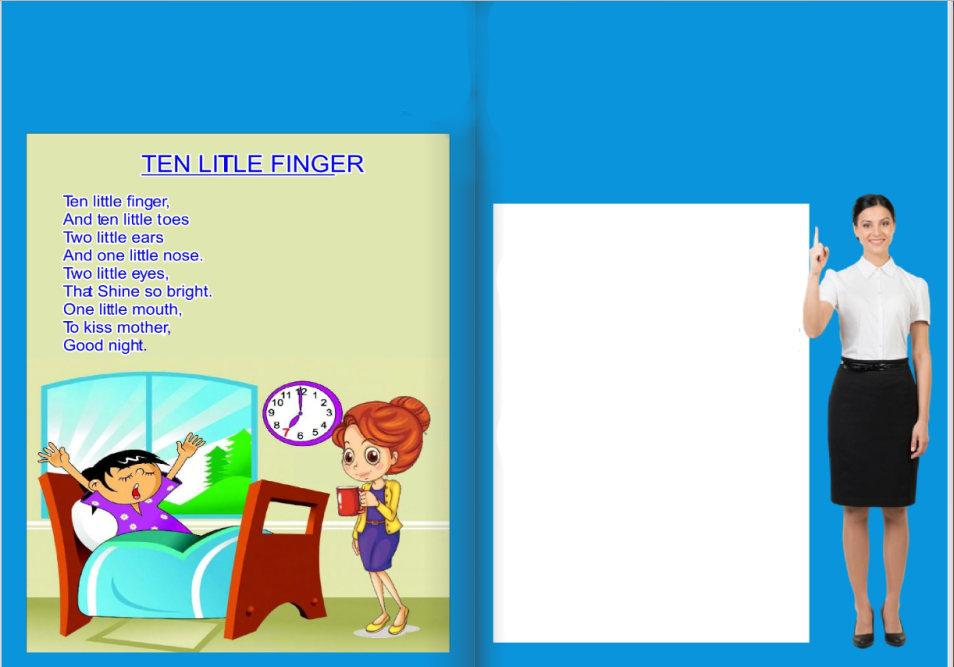 TEN LITLE FINGER
Ten little finger,
And ten little toes
Two little ears
And one little nose.
Two little eyes,
That Shine so bright.
One little mouth,
To kiss mother,
Good night.
12
1
2
3
4
5
6
7
8
9
10
11